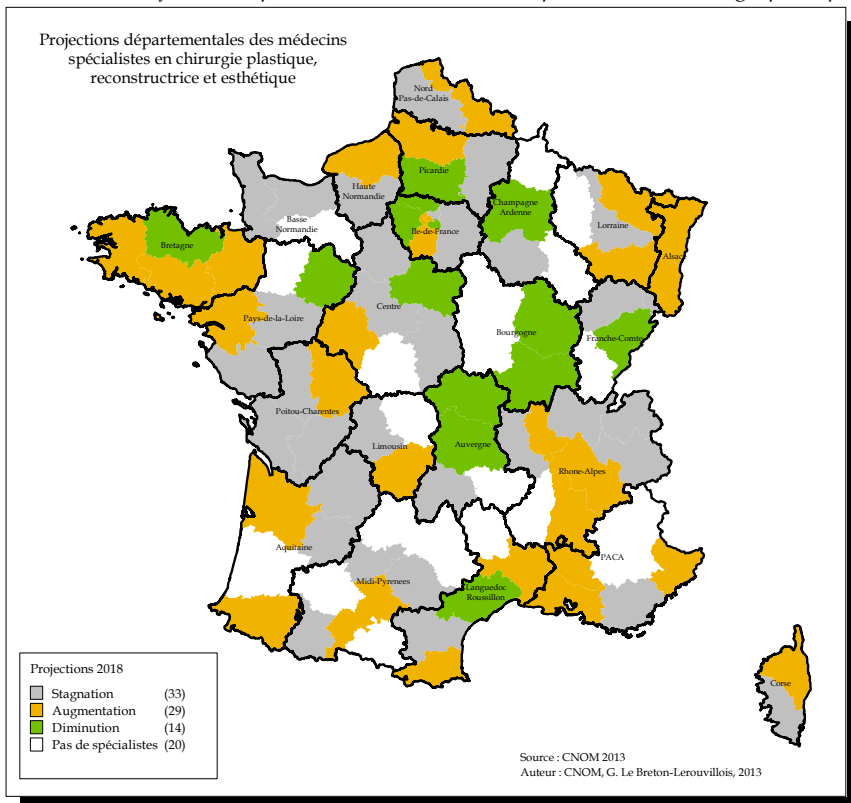 Projections départementales des médecins
spécialistes en chirurgie plastique,
reconstructrice et esthétique
Nord
Pas-de-Calais
Picardie
Haute
Normandie
Basse
Normandie
Champagne
Ardenne
Lorraine
Ile-de-France
Alsac
Bretagne
Centre
Pays-de-la-Loire
Bourgogne
Franche-Comte
Poitou-Charentes
Limousin
Auvergne
Rhone-Alpes
Aquitaine
PACA
Midi-Pyrenees
Languedoc
Roussillon
Corse
Projections 2018
Stagnation (33)
Augmentation (29)
Diminution (14)
Pas de spécialistes (20)
Source : CNOM 2013
Auteur : CNOM, G. Le Breton-Lerouvillois, 2013